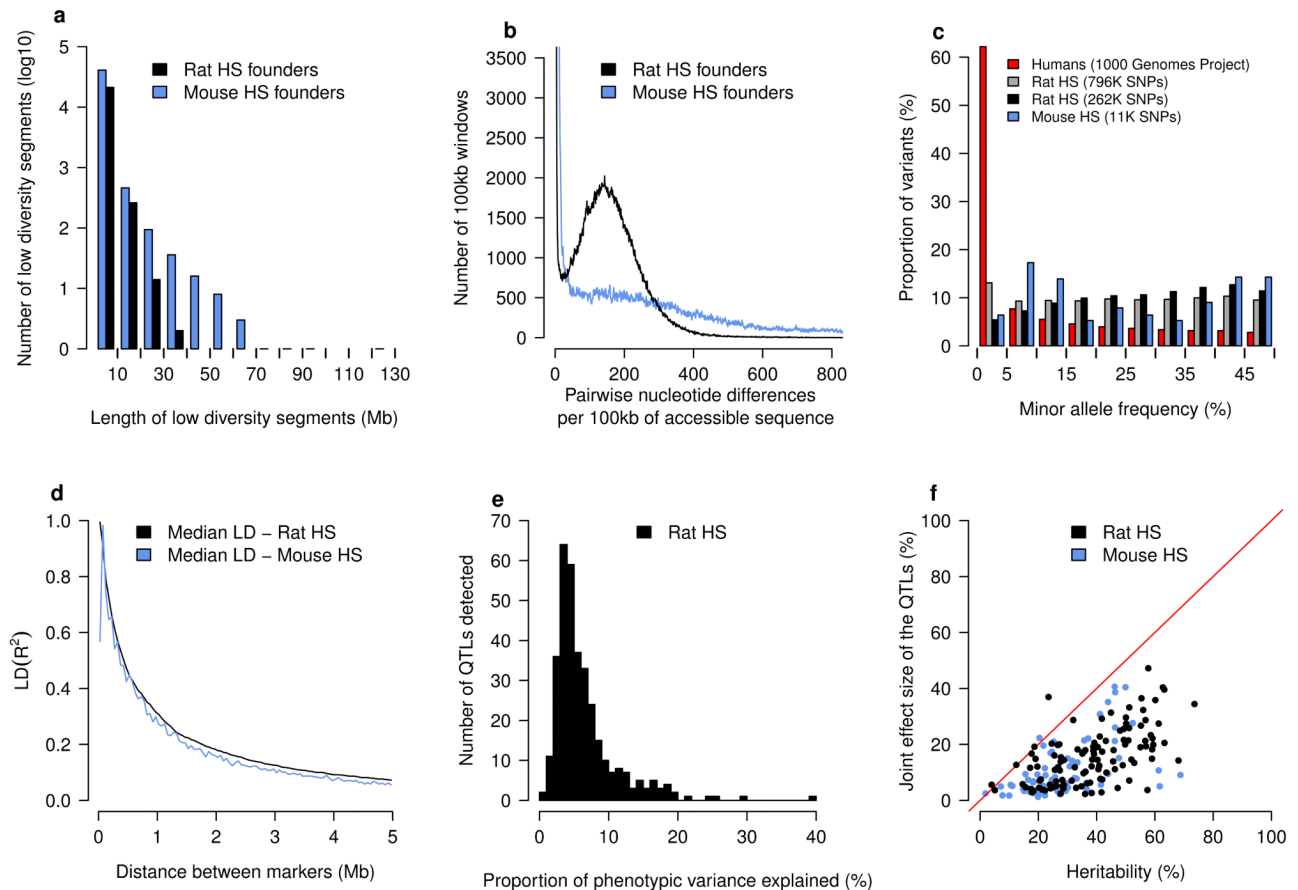 a
Number of low diversity segments (log10)
5
4
3
2
1
0
Rat HS founders
Mouse HS founders
10 30 50 70 90 110 130
Length of low diversity segments (Mb)
b
Number of 100kb windows
3500
3000
2500
2000
1500
1000
500
0
Rat HS founders
Mouse HS founders
0 200 400 600 800
Pairwise nucleotide differences
per 100kb of accessible sequence
c
Proportion of variants (%)
60
50
40
30
20
10
0
Humans (1000 Genomes Project)
Rat HS (796K SNPs)
Rat HS (262K SNPs)
Mouse HS (11K SNPs)
0 5 15 25 35 45
Minor allele frequency (%)
d
LD(R²)
1.0
0.8
0.6
0.4
0.2
0.0
Median LD – Rat HS
Median LD – Mouse HS
0 1 2 3 4 5
Distance between markers (Mb)
e
Number of QTLs detected
70
60
50
40
30
20
10
0
Rat HS
0 10 20 30 40
Proportion of phenotypic variance explained (%)
f
Joint effect size of the QTLs (%)
100
80
60
40
20
0
Rat HS
Mouse HS
0 20 40 60 80 100
Heritability (%)